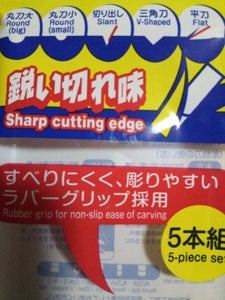 丸刀大 丸刀小 切り出し 三角刀 平刀
Round (big) Round (small) Slant V-Shaped Flat
鋭い切れ味
Sharp cutting edge
すべりにくく、彫りやすい
ラバーグリップ採用
Rubber grip for non-slip ease of carving
5本組
5-piece se